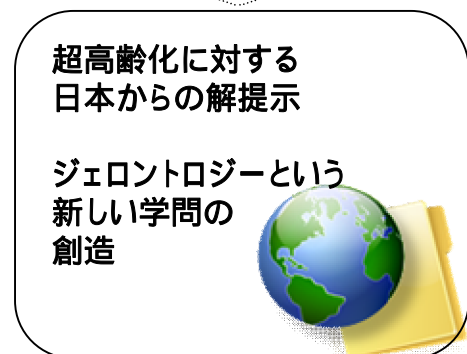 超高齢化に対する
日本からの解提示
ジェロントロジーという
新しい学問の
創造